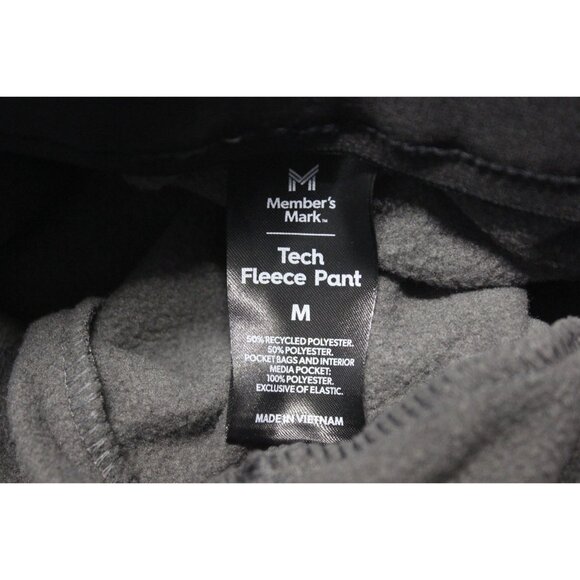 Member's
Mark™
Tech
Fleece Pant
M
50% RECYCLED POLYESTER.
50% POLYESTER.
POCKET BAGS AND INTERIOR
MEDIA POCKET:
100% POLYESTER.
EXCLUSIVE OF ELASTIC.
MADE IN VIETNAM